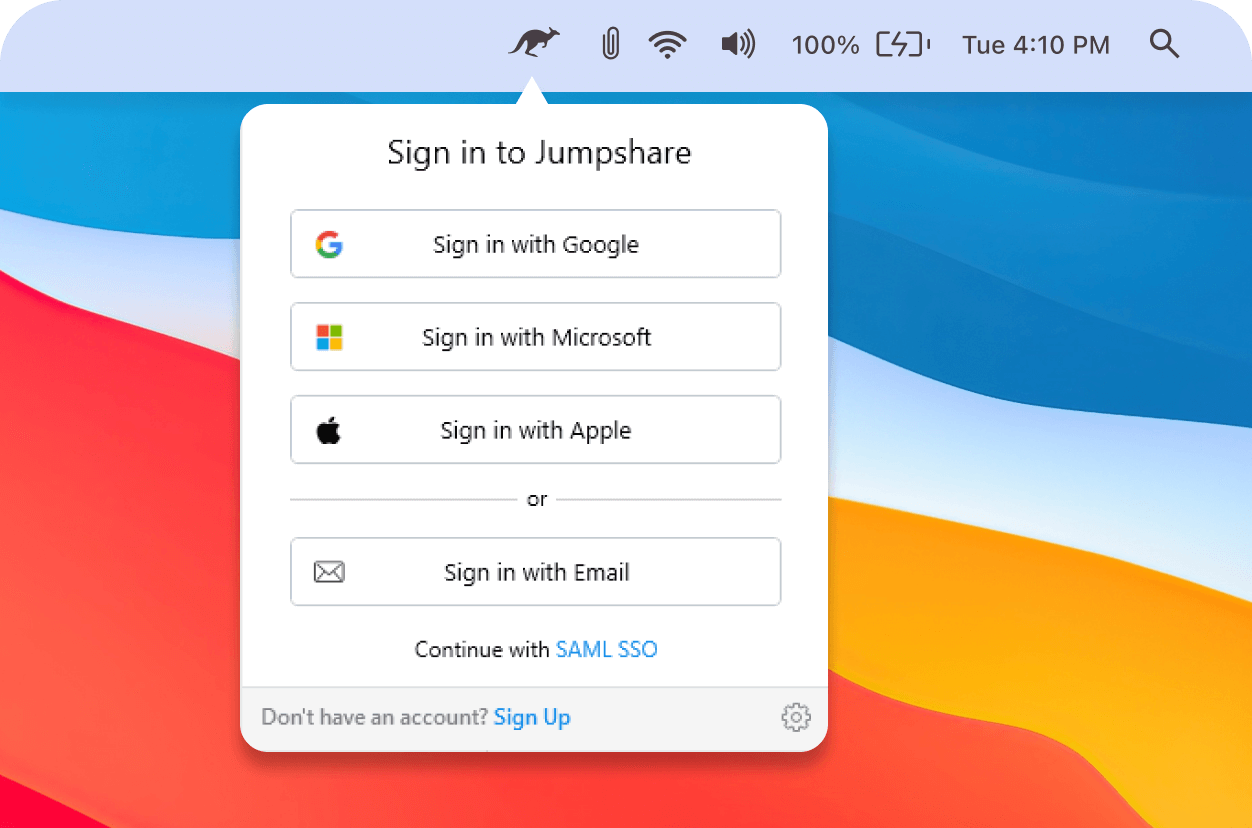 100% Tue 4:10 PM
Sign in to Jumpshare
Sign in with Google
Sign in with Microsoft
Sign in with Apple
or
Sign in with Email
Continue with SAML SSO
Don't have an account? Sign Up